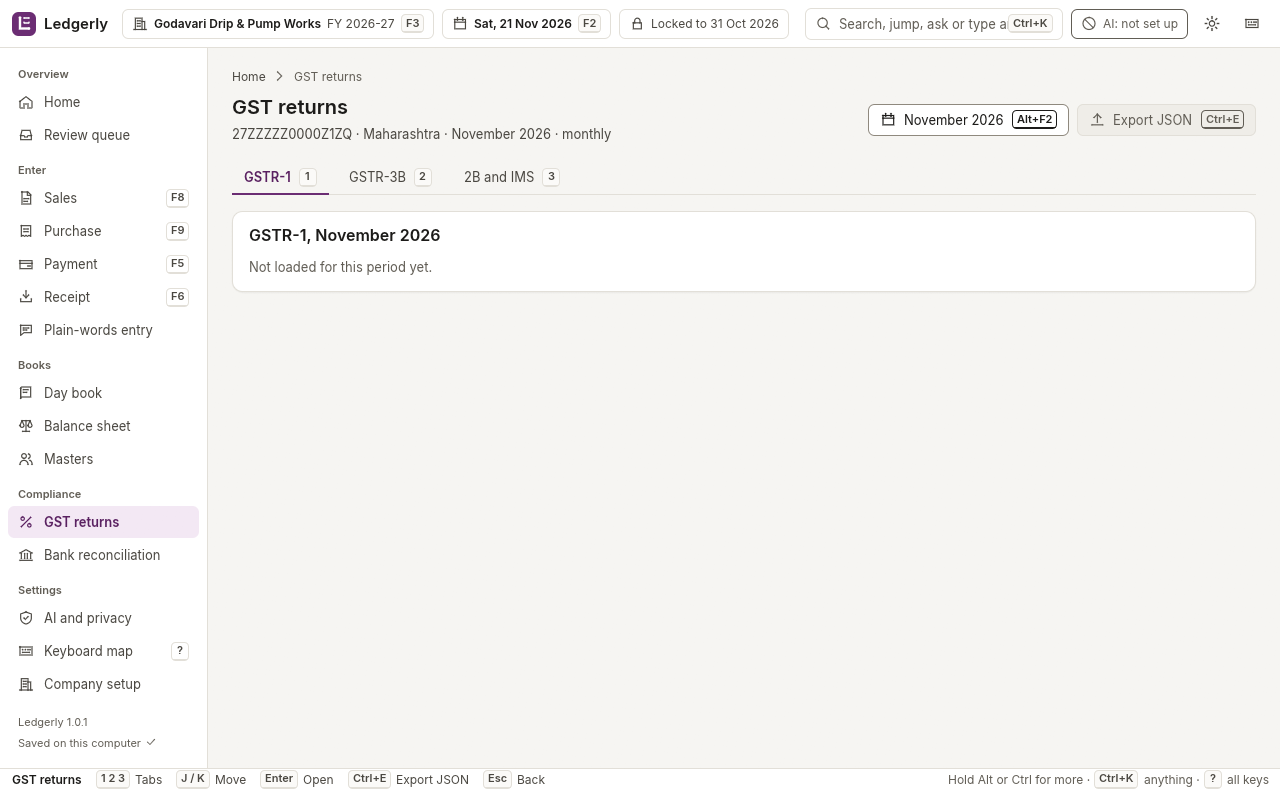 Ledgerly
Godavari Drip & Pump Works FY 2026-27 F3
Sat, 21 Nov 2026 F2
Locked to 31 Oct 2026
Search, jump, ask or type a Ctrl+K
AI: not set up
Overview
Home
Review queue
Enter
Sales F8
Purchase F9
Payment F5
Receipt F6
Plain-words entry
Books
Day book
Balance sheet
Masters
Compliance
GST returns
Bank reconciliation
Settings
AI and privacy
Keyboard map ?
Company setup
Ledgerly 1.0.1
Saved on this computer
Home GST returns
GST returns
27ZZZZZ0000Z1ZQ · Maharashtra · November 2026 · monthly
November 2026 Alt+F2
Export JSON Ctrl+E
GSTR-1 1 GSTR-3B 2 2B and IMS 3
GSTR-1, November 2026
Not loaded for this period yet.
GST returns 1 2 3 Tabs J / K Move Enter Open Ctrl+E Export JSON Esc Back
Hold Alt or Ctrl for more · Ctrl+K anything · ? all keys